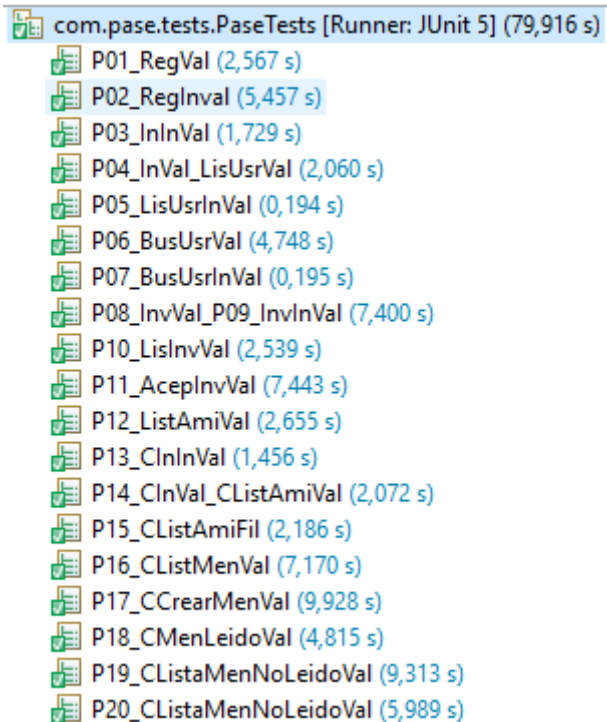 com.pase.tests.PaseTests [Runner: JUnit 5] (79,916 s)
P01_RegVal (2,567 s)
P02_RegInval (5,457 s)
P03_InInVal (1,729 s)
P04_InVal_LisUsrVal (2,060 s)
P05_LisUsrInVal (0,194 s)
P06_BusUsrVal (4,748 s)
P07_BusUsrInVal (0,195 s)
P08_InvVal_P09_InvInVal (7,400 s)
P10_LisInvVal (2,539 s)
P11_AcepInvVal (7,443 s)
P12_ListAmiVal (2,655 s)
P13_CInInVal (1,456 s)
P14_CInVal_CListAmiVal (2,072 s)
P15_CListAmiFil (2,186 s)
P16_CListMenVal (7,170 s)
P17_CCrearMenVal (9,928 s)
P18_CMenLeidoVal (4,815 s)
P19_CListaMenNoLeidoVal (9,313 s)
P20_CListaMenNoLeidoVal (5,989 s)